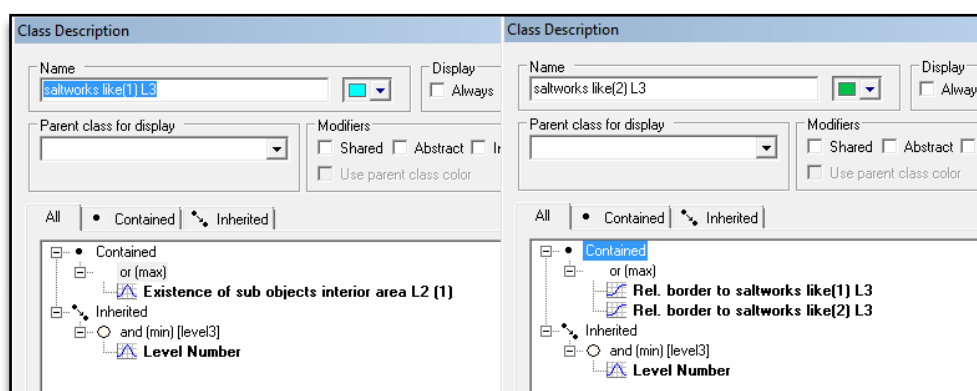 Class Description
Name
saltworks like(1) L3
Display
Always
Parent class for display
Modifiers
Shared Abstract
Use parent class color
All Contained Inherited
Contained
or (max)
Existence of sub objects interior area L2 (1)
Inherited
and (min) [level3]
Level Number
Class Description
Name
saltworks like(2) L3
Display
Parent class for display
Modifiers
Shared Abstract
Use parent class color
All Contained Inherited
Contained
or (max)
Rel. border to saltworks like(1) L3
Rel. border to saltworks like(2) L3
Inherited
and (min) [level3]
Level Number